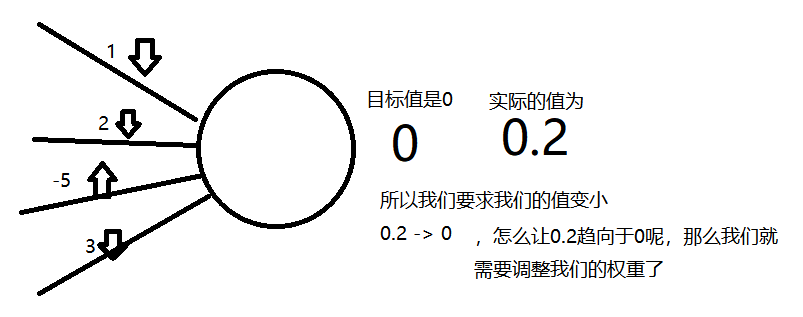 1
2
-5
3
目标值是0
实际的值为
0
0.2
所以我们要求我们的值变小
0.2 -> 0 ，怎么让0.2趋向于0呢，那么我们就
需要调整我们的权重了